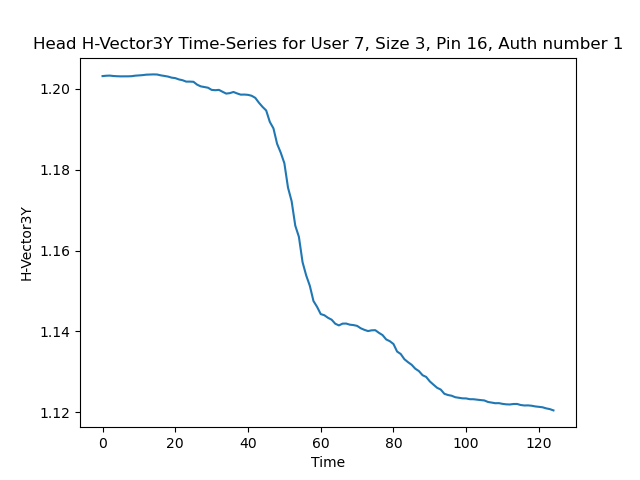 Head H-Vector3Y Time-Series for User 7, Size 3, Pin 16, Auth number 1
1.20
1.18
1.16
1.14
1.12
H-Vector3Y
0 20 40 60 80 100 120
Time